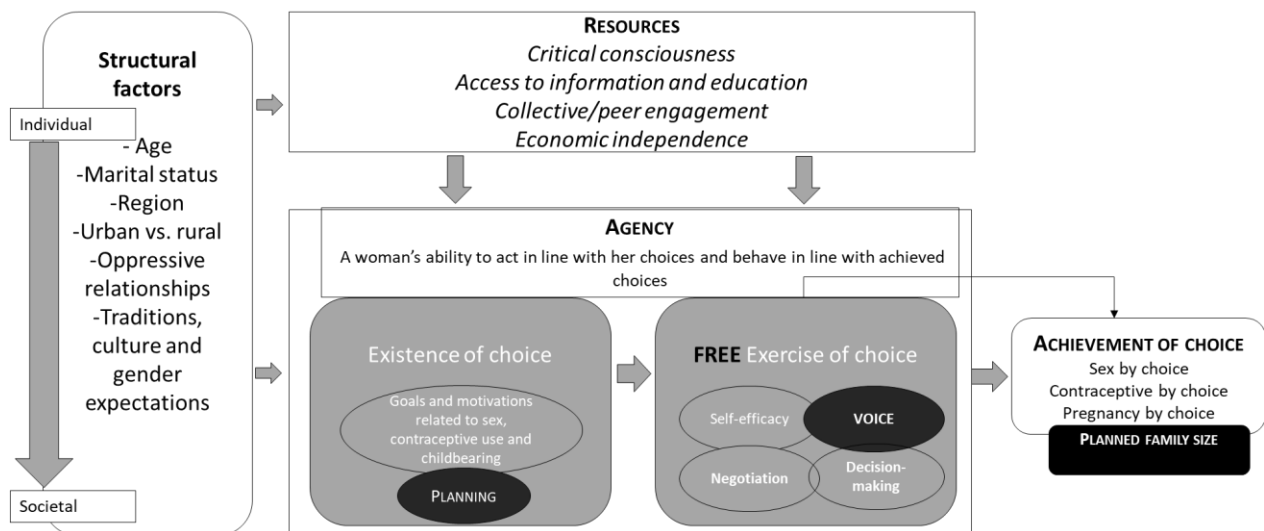 Structural
factors
Individual
- Age
-Marital status
-Region
-Urban vs. rural
-Oppressive
relationships
-Traditions,
culture and
gender
expectations
Societal
RESOURCES
Critical consciousness
Access to information and education
Collective/peer engagement
Economic independence
AGENCY
A woman's ability to act in line with her choices and behave in line with achieved
choices
Existence of choice
Goals and motivations
related to sex,
contraceptive use and
childbearing
PLANNING
FREE Exercise of choice
Self-efficacy
VOICE
Negotiation
Decision-
making
ACHIEVEMENT OF CHOICE
Sex by choice
Contraceptive by choice
Pregnancy by choice
PLANNED FAMILY SIZE